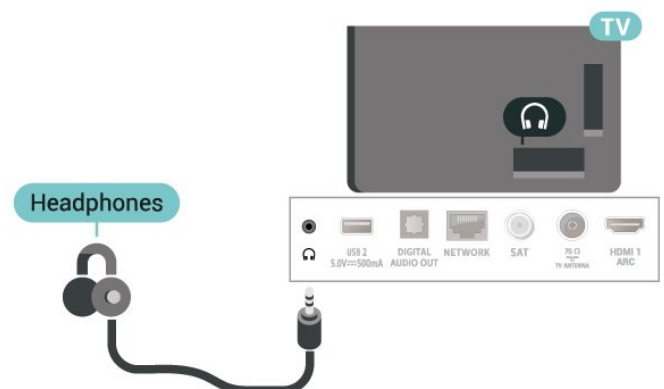 TV
Headphones
USB 2
5.0V⎓500mA
DIGITAL
AUDIO OUT
NETWORK
SAT
75 Ω
TV ANTENNA
HDMI 1
ARC